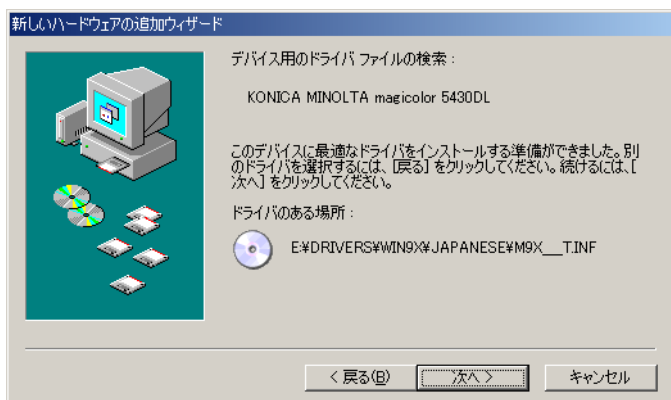 新しいハードウェアの追加ウィザード
デバイス用のドライバ ファイルの検索 :
KONICA MINOLTA magicolor 5430DL
このデバイスに最適なドライバをインストールする準備ができました。別
のドライバを選択するには、[戻る] をクリックしてください。続けるには、[
次へ] をクリックしてください。
ドライバのある場所 :
E:¥DRIVERS¥WIN9X¥JAPANESE¥M9X___T.INF
< 戻る(B)
次へ >
キャンセル